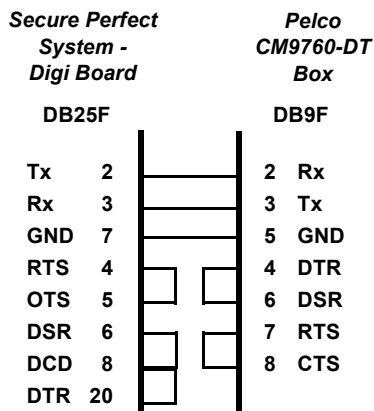 Secure Perfect Pelco
System - CM9760-DT
Digi Board Box
DB25F DB9F
Tx 2 2 Rx
Rx 3 3 Tx
GND 7 5 GND
RTS 4 4 DTR
OTS 5 6 DSR
DSR 6 7 RTS
DCD 8 8 CTS
DTR 20